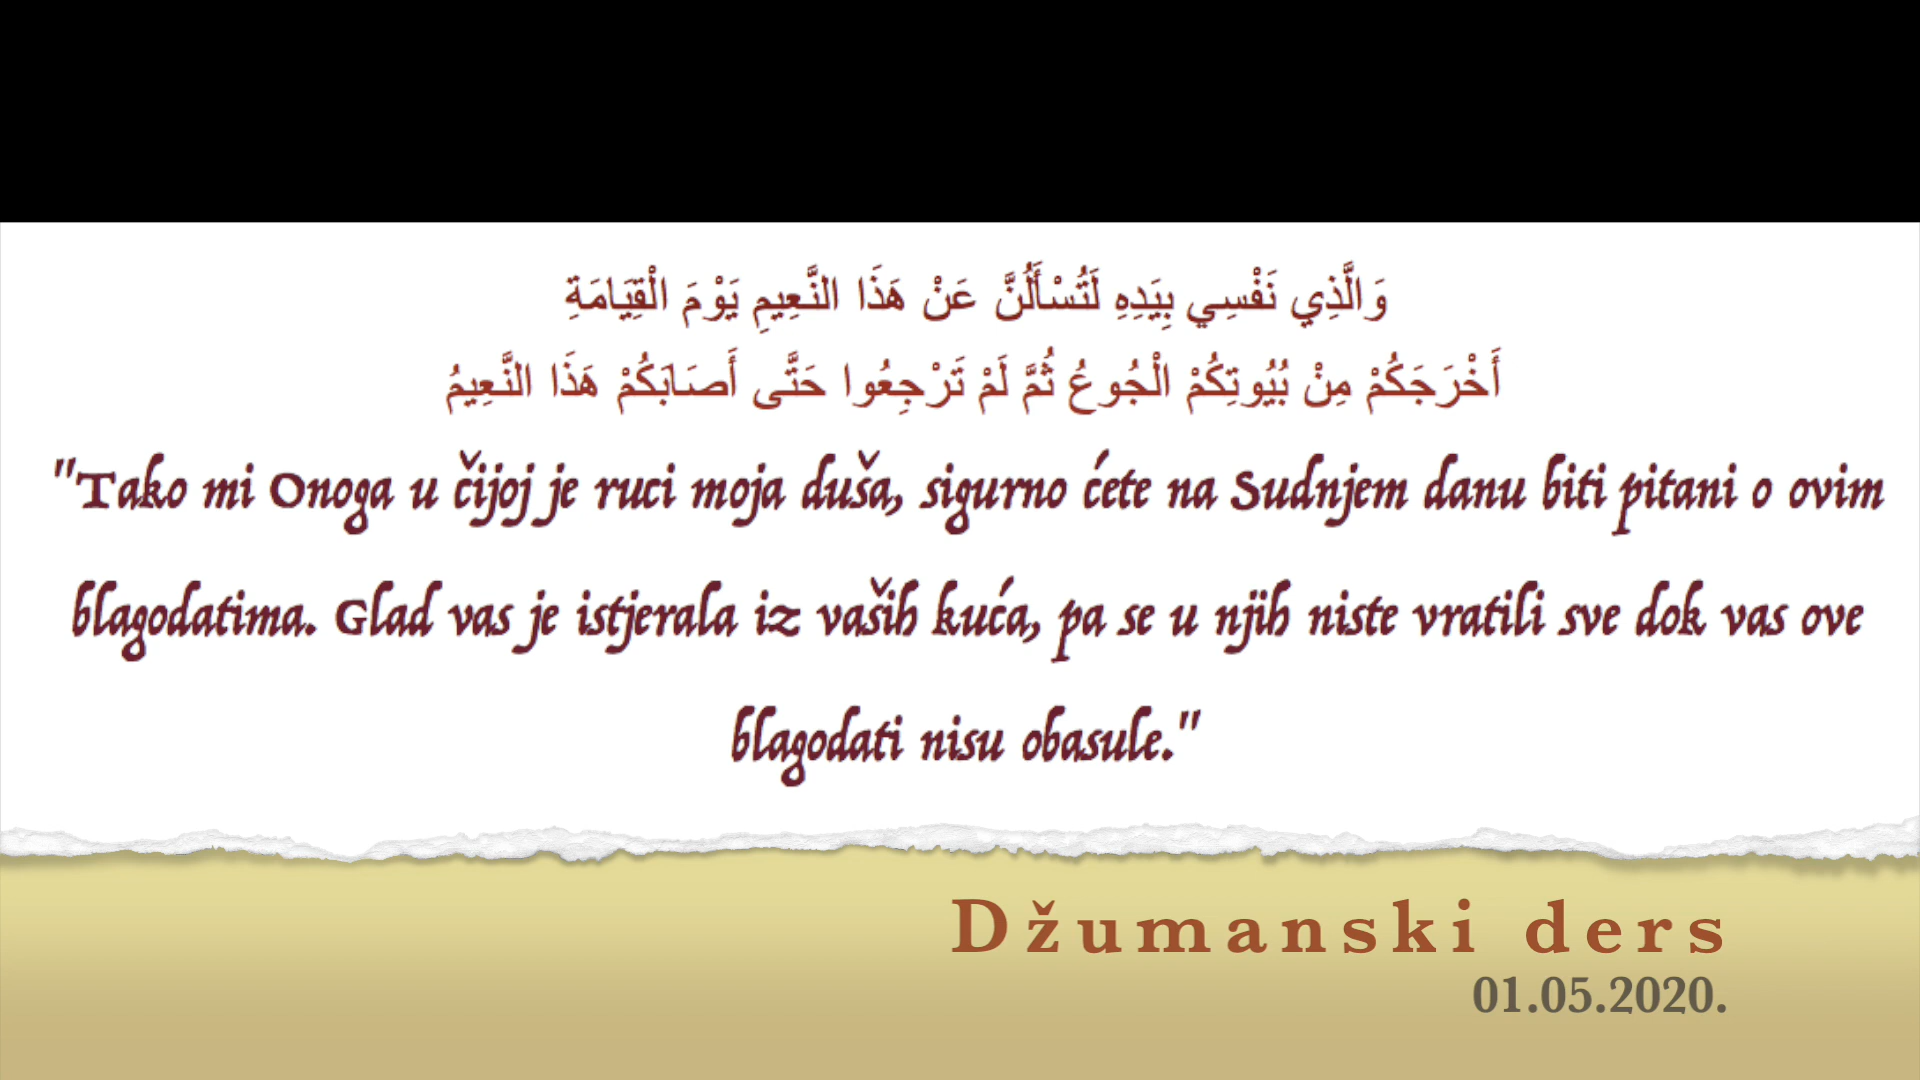 وَالَّذِي نَفْسِي بِيَدِهِ لَتُسْأَلُنَّ عَنْ هَذَا النَّعِيمِ يَوْمَ الْقِيَامَةِ
أَخْرَجَكُمْ مِنْ بُيُوتِكُمْ الْجُوعُ ثُمَّ لَمْ تَرْجِعُوا حَتَّى أَصَابَكُمْ هَذَا النَّعِيمُ
"Tako mi Onoga u čijoj je ruci moja duša, sigurno ćete na Sudnjem danu biti pitani o ovim
blagodatima. Glad vas je istjerala iz vaših kuća, pa se u njih niste vratili sve dok vas ove
blagodati nisu obasule."
Džumanski ders
01.05.2020.